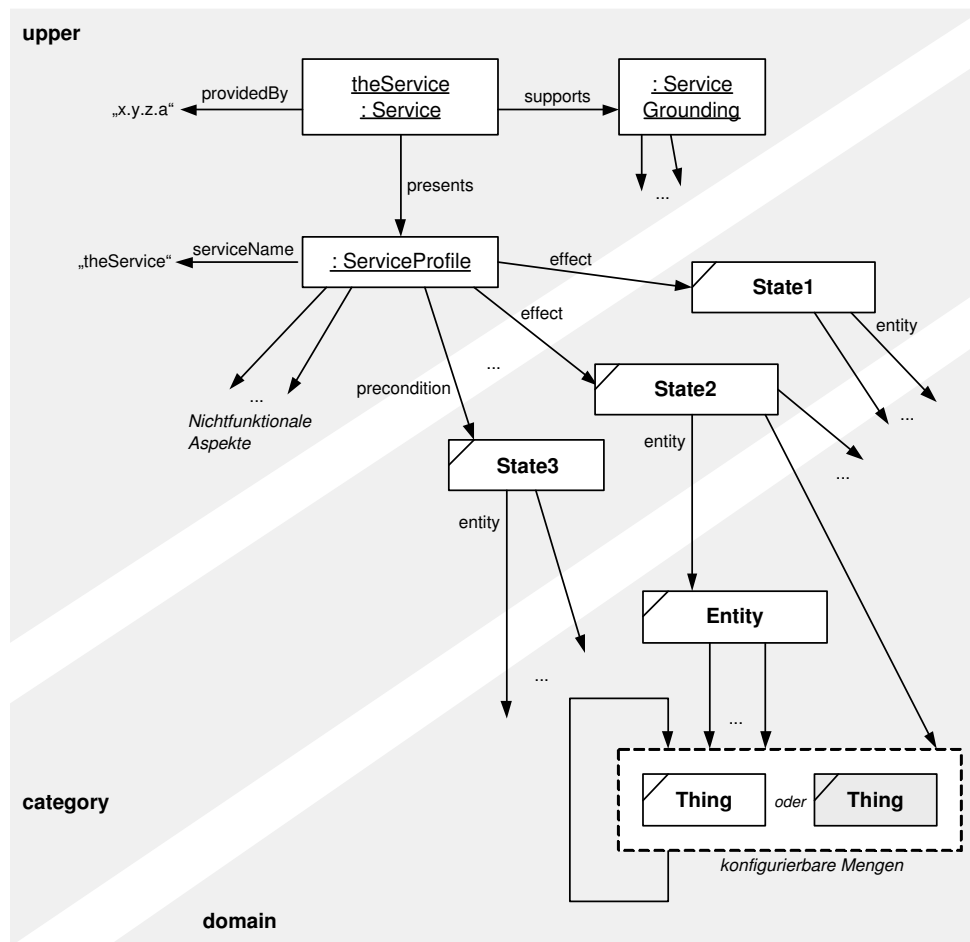 upper
theService
: Service
: Service
Grounding
providedBy
„x.y.z.a“
supports
...
presents
„theService“
serviceName
: ServiceProfile
effect
State1
effect
entity
...
...
Nichtfunktionale
Aspekte
precondition
...
State2
...
State3
entity
entity
...
Entity
...
category
Thing
oder
Thing
konfigurierbare Mengen
domain